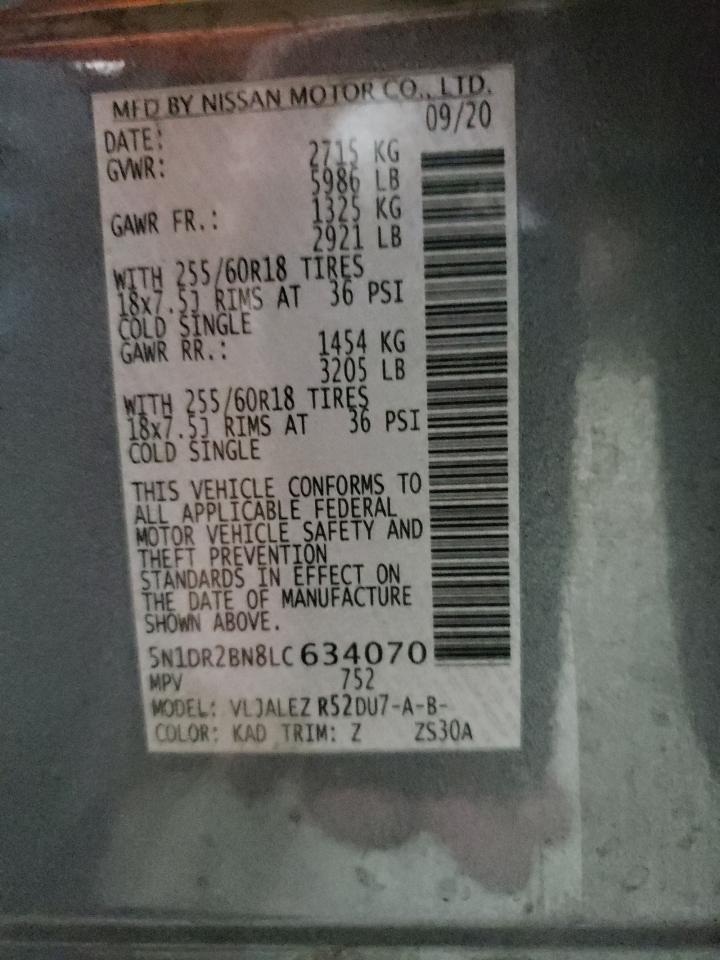 MFD BY NISSAN MOTOR CO., LTD.
DATE: 09/20
GVWR: 2715 KG
5986 LB
GAWR FR.: 1325 KG
2921 LB
WITH 255/60R18 TIRES
18x7.5J RIMS AT 36 PSI
COLD SINGLE
GAWR RR.: 1454 KG
3205 LB
WITH 255/60R18 TIRES
18x7.5J RIMS AT 36 PSI
COLD SINGLE
THIS VEHICLE CONFORMS TO
ALL APPLICABLE FEDERAL
MOTOR VEHICLE SAFETY AND
THEFT PREVENTION
STANDARDS IN EFFECT ON
THE DATE OF MANUFACTURE
SHOWN ABOVE.
5N1DR2BN8LC634070
MPV 752
MODEL: VLJALEZ R52DU7-A-B-
COLOR: KAD TRIM: Z ZS30A